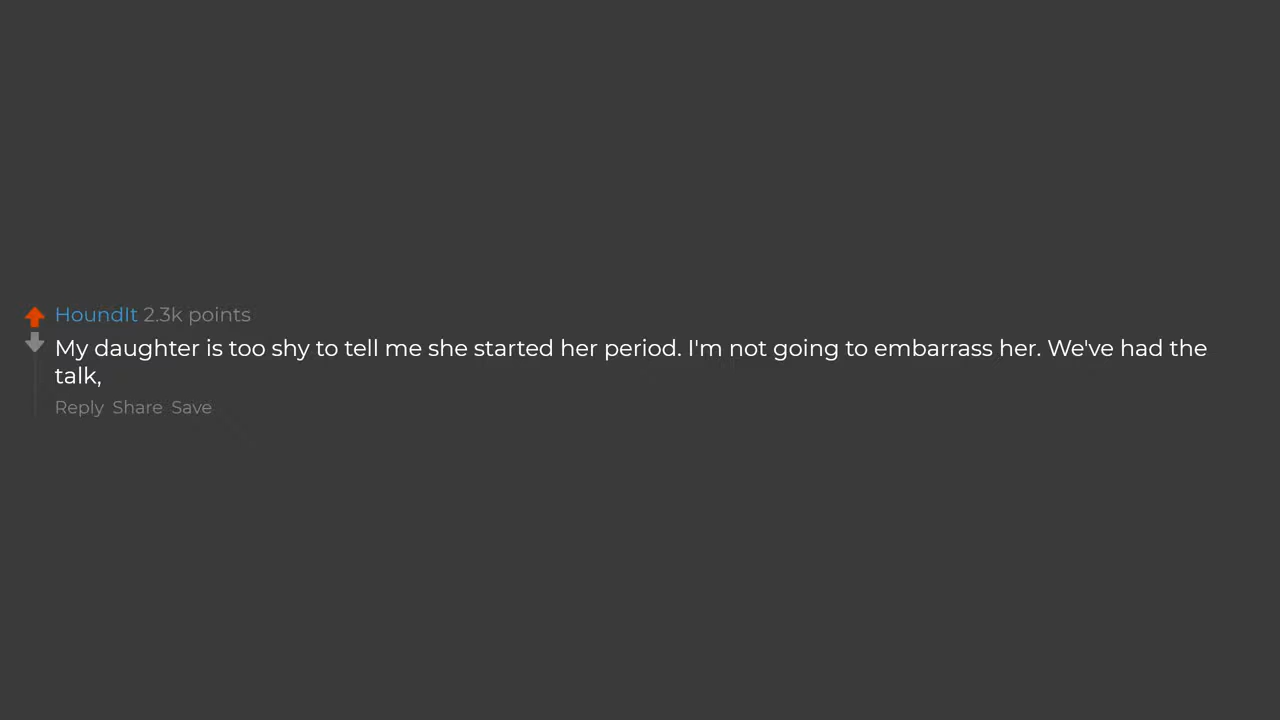 HoundIt 2.3k points
My daughter is too shy to tell me she started her period. I'm not going to embarrass her. We've had the
talk,
Reply Share Save